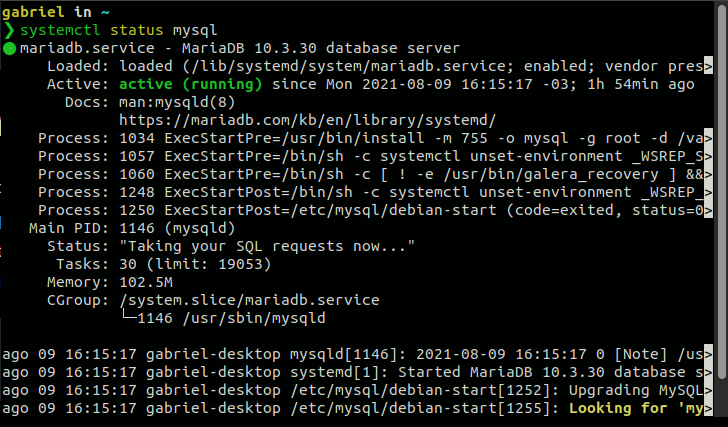 gabriel in ~
❯ systemctl status mysql
● mariadb.service - MariaDB 10.3.30 database server
Loaded: loaded (/lib/systemd/system/mariadb.service; enabled; vendor pres>
Active: active (running) since Mon 2021-08-09 16:15:17 -03; 1h 54min ago
Docs: man:mysqld(8)
https://mariadb.com/kb/en/library/systemd/
Process: 1034 ExecStartPre=/usr/bin/install -m 755 -o mysql -g root -d /va>
Process: 1057 ExecStartPre=/bin/sh -c systemctl unset-environment _WSREP_S>
Process: 1060 ExecStartPre=/bin/sh -c [ ! -e /usr/bin/galera_recovery ] &&>
Process: 1248 ExecStartPost=/bin/sh -c systemctl unset-environment _WSREP_>
Process: 1250 ExecStartPost=/etc/mysql/debian-start (code=exited, status=0>
Main PID: 1146 (mysqld)
Status: "Taking your SQL requests now..."
Tasks: 30 (limit: 19053)
Memory: 102.5M
CGroup: /system.slice/mariadb.service
└─1146 /usr/sbin/mysqld
ago 09 16:15:17 gabriel-desktop mysqld[1146]: 2021-08-09 16:15:17 0 [Note] /us>
ago 09 16:15:17 gabriel-desktop systemd[1]: Started MariaDB 10.3.30 database s>
ago 09 16:15:17 gabriel-desktop /etc/mysql/debian-start[1252]: Upgrading MySQL>
ago 09 16:15:17 gabriel-desktop /etc/mysql/debian-start[1255]: Looking for 'my>